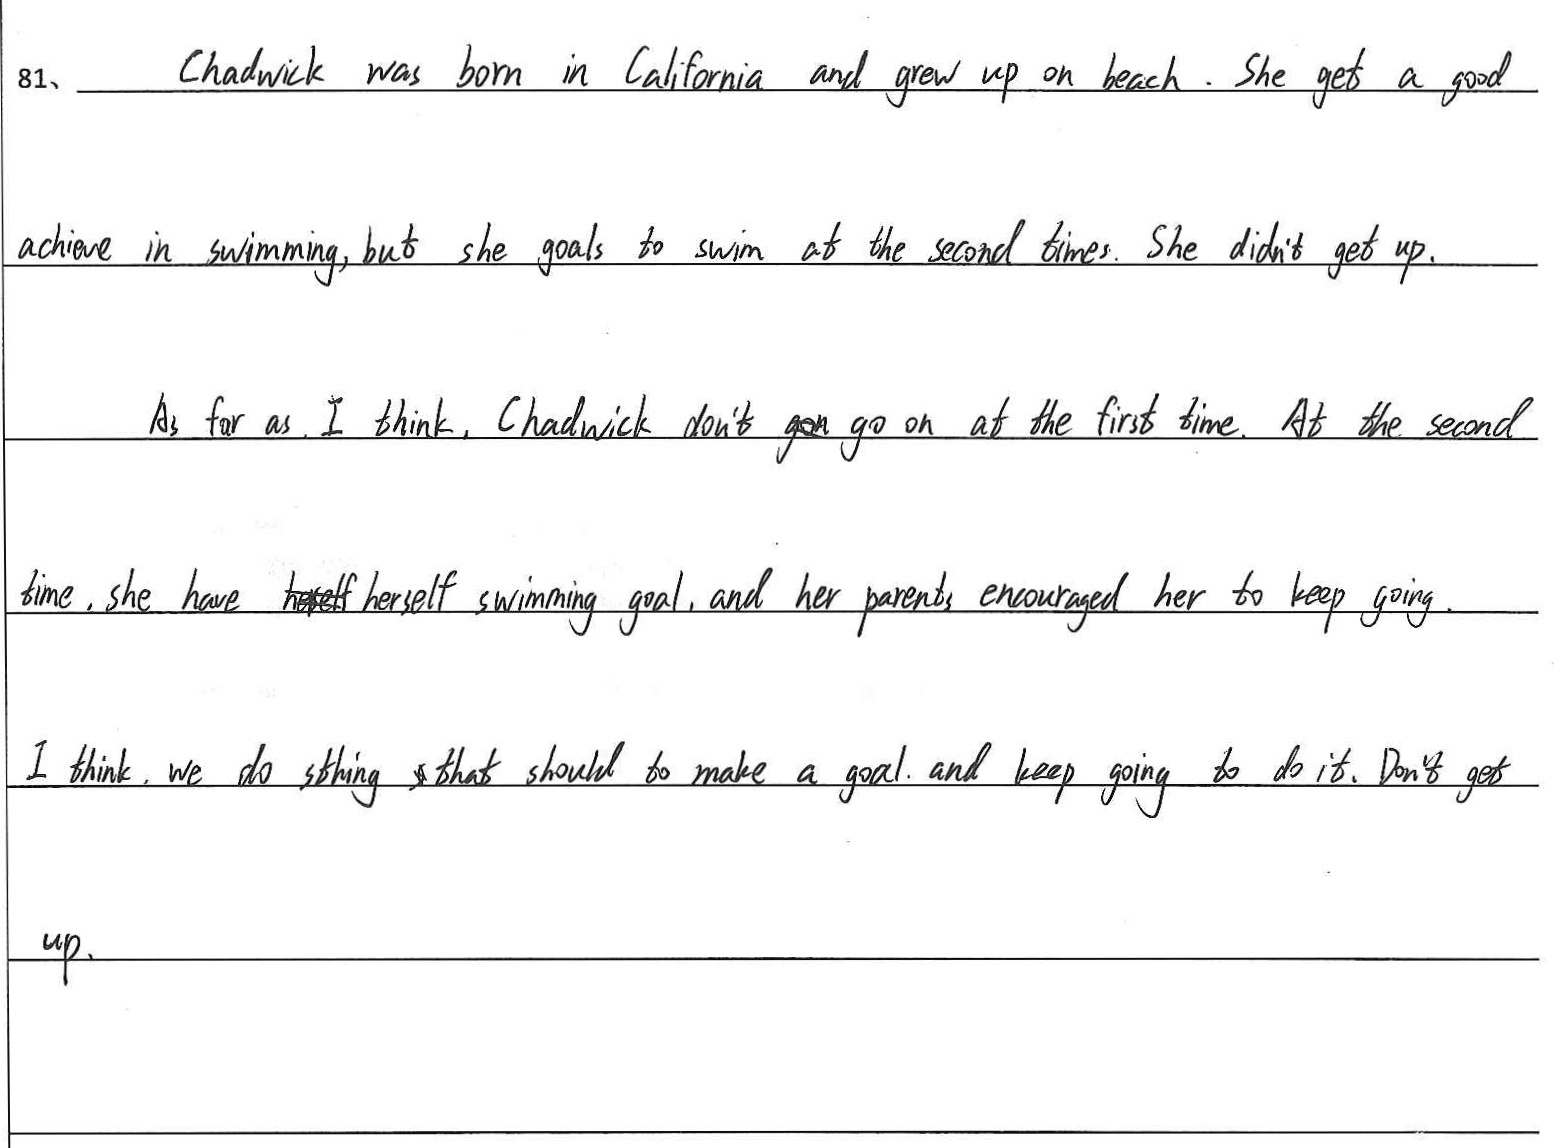 81、 Chadwick was born in California and grew up on beach. She get a good
achieve in swimming, but she goals to swim at the second times. She didn't get up.
As far as I think, Chadwick don't go on at the first time. At the second
time, she have herself swimming goal, and her parents encouraged her to keep going.
I think, we do sthing that should to make a goal. and keep going to do it. Don't get
up.